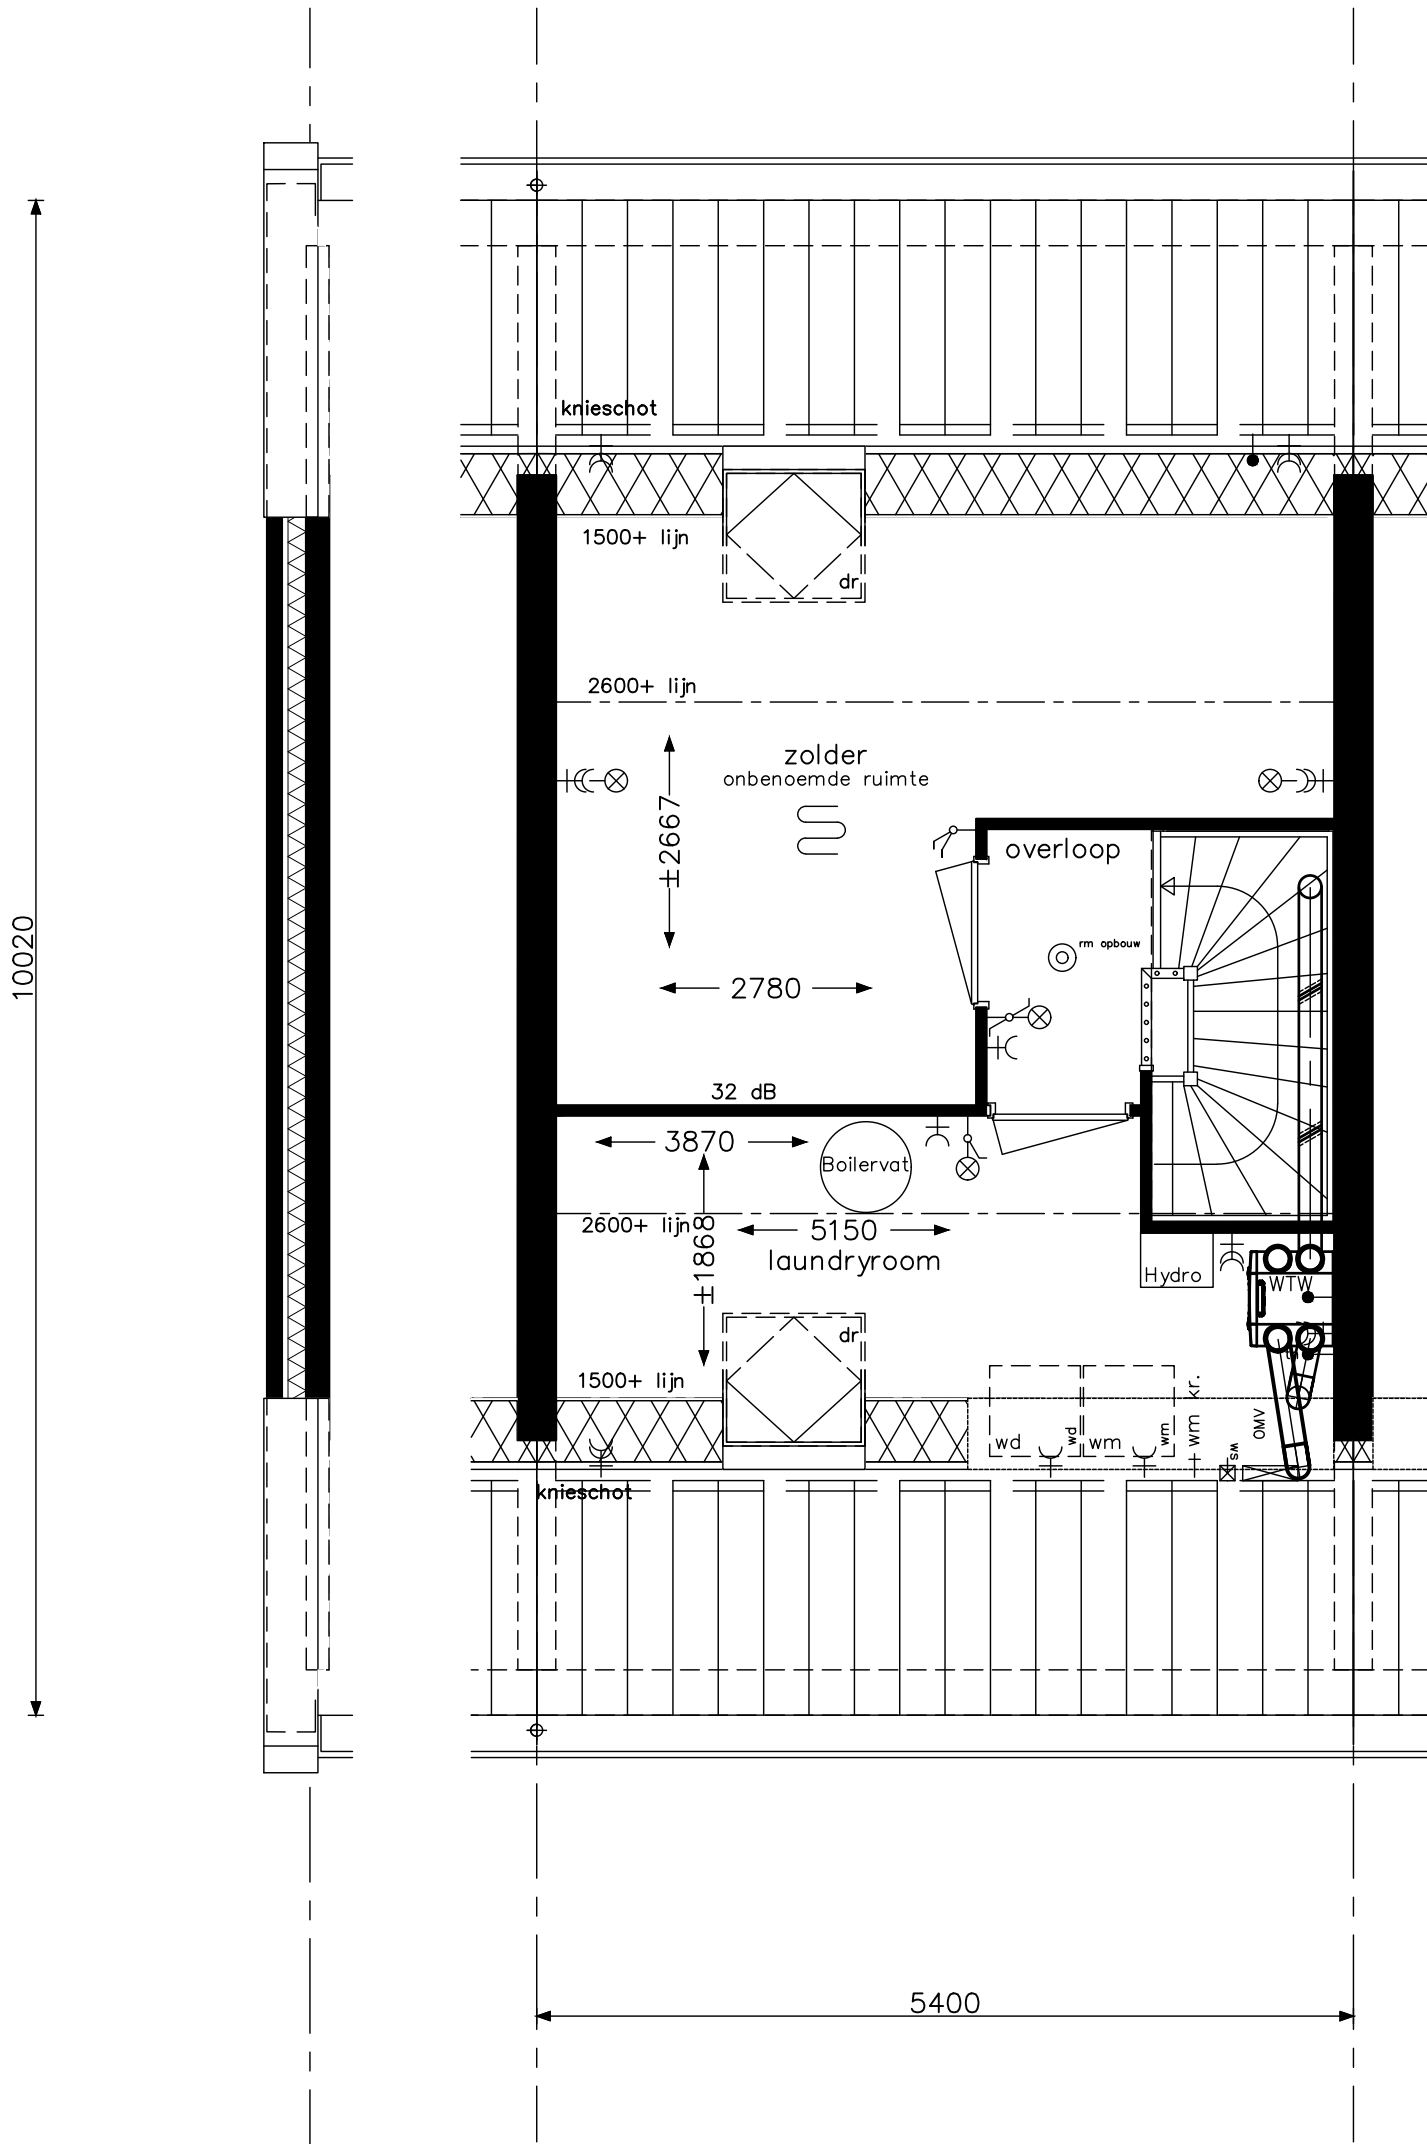 knieschot
1500+ lijn
dr
2600+ lijn
zolder
onbenoemde ruimte
±2667
overloop
rm opbouw
10020
2780
32 dB
3870
Boilervat
2600+ lijn
±1868
5150
laundryroom
Hydro
WTW
dr
1500+ lijn
wd
wd
wm
wm
wm kr.
ws
OMV
knieschot
5400